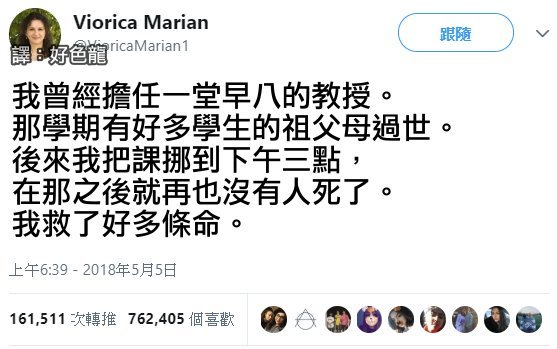 Viorica Marian
@VioricaMarian1
譯：好色龍
跟隨
我曾經擔任一堂早八的教授。
那學期有好多學生的祖父母過世。
後來我把課挪到下午三點，
在那之後就再也沒有人死了。
我救了好多條命。
上午6:39 - 2018年5月5日
161,511 次轉推 762,405 個喜歡